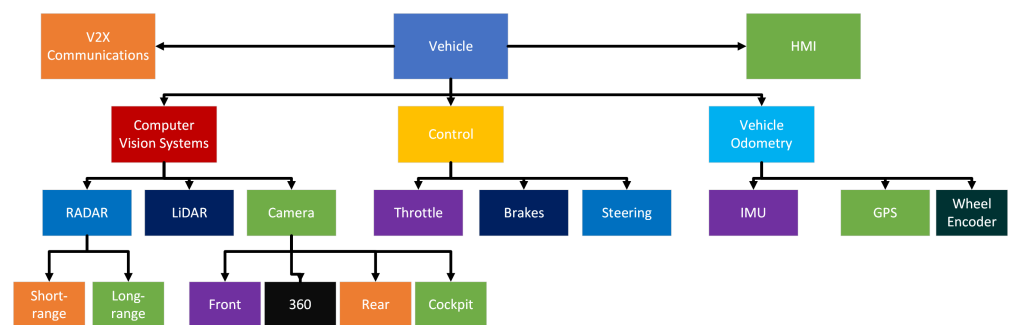 V2X
Communications
Vehicle
HMI
Computer
Vision Systems
Control
Vehicle
Odometry
RADAR
LiDAR
Camera
Throttle
Brakes
Steering
IMU
GPS
Wheel
Encoder
Short-
range
Long-
range
Front
360
Rear
Cockpit